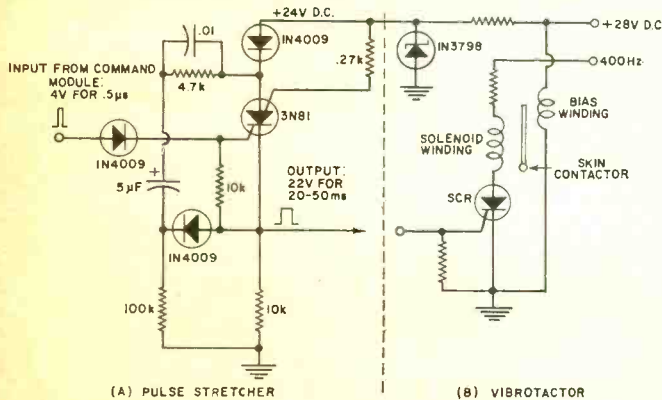 +24V D.C.
+28V D.C
.01
IN4009
IN3798
400Hz
.27k
INPUT FROM COMMAND
MODULE:
4V FOR .5μs
4.7k
3N81
BIAS
WINDING
SOLENOID
WINDING
IN4009
SKIN
CONTACTOR
OUTPUT:
22V FOR
20-50ms
10k
+
5μF
SCR
IN4009
100k
10k
(A) PULSE STRETCHER
(B) VIBROTACTOR